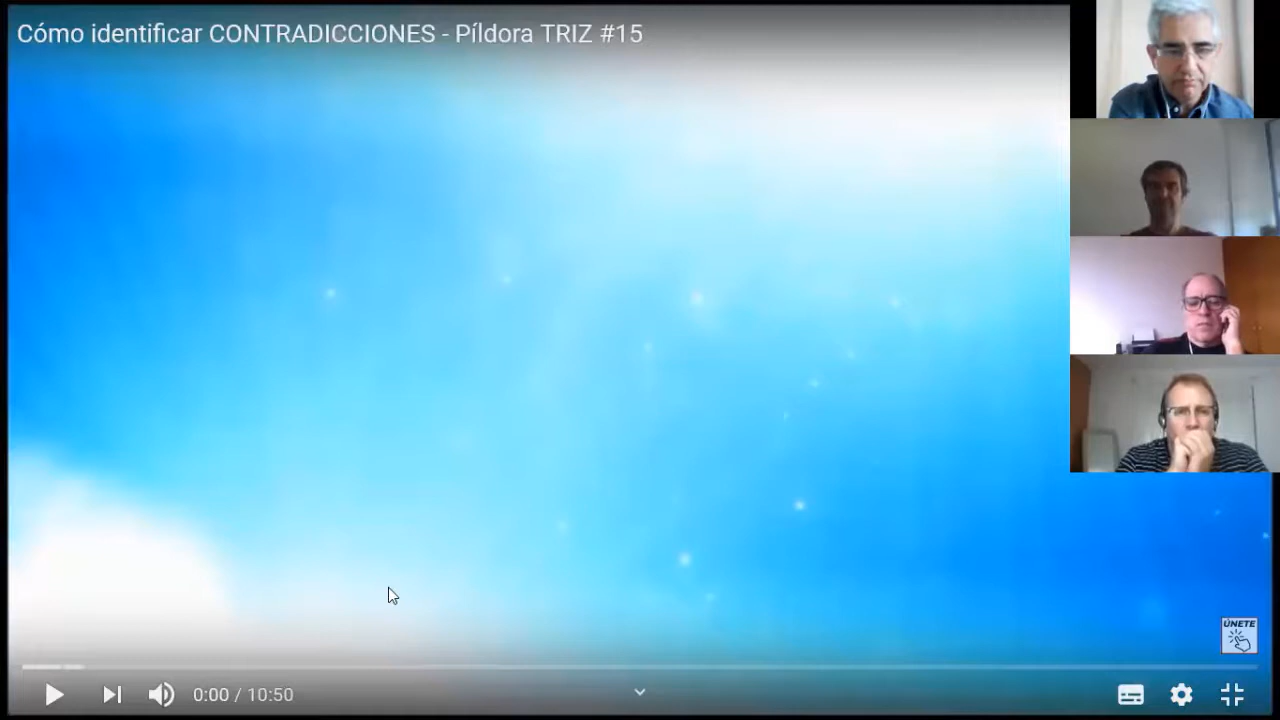 Cómo identificar CONTRADICCIONES - Píldora TRIZ #15
ÚNETE
0:00 / 10:50